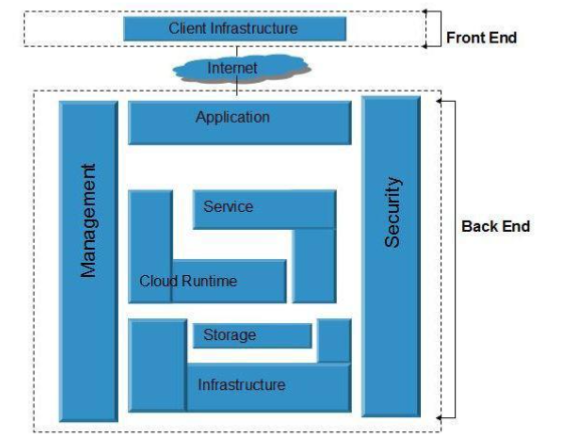 Client Infrastructure
Front End
Internet
Application
Management
Security
Service
Back End
Cloud Runtime
Storage
Infrastructure